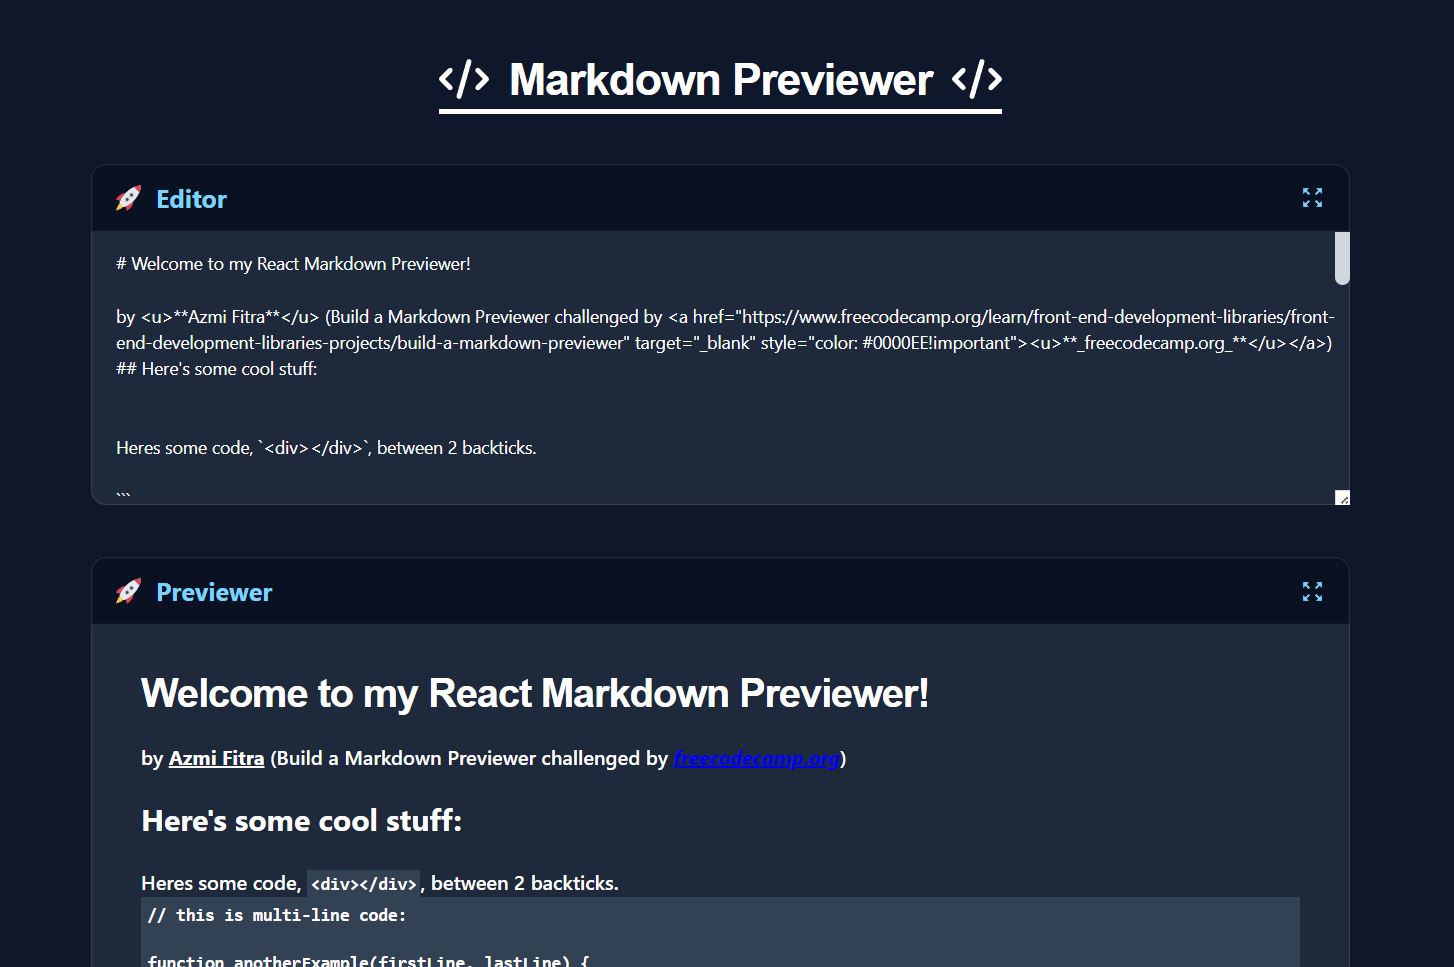 </> Markdown Previewer </>
🚀 Editor
# Welcome to my React Markdown Previewer!
by <u>**Azmi Fitra**</u> (Build a Markdown Previewer challenged by <a href="https://www.freecodecamp.org/learn/front-end-development-libraries/front-
end-development-libraries-projects/build-a-markdown-previewer" target="_blank" style="color: #0000EE!important"><u>**_freecodecamp.org_**</u></a>)
## Here's some cool stuff:
Heres some code, `<div></div>`, between 2 backticks.
```
🚀 Previewer
Welcome to my React Markdown Previewer!
by Azmi Fitra (Build a Markdown Previewer challenged by freecodecamp.org)
Here's some cool stuff:
Heres some code, <div></div>, between 2 backticks.
// this is multi-line code:
function anotherExample(firstLine, lastLine) {